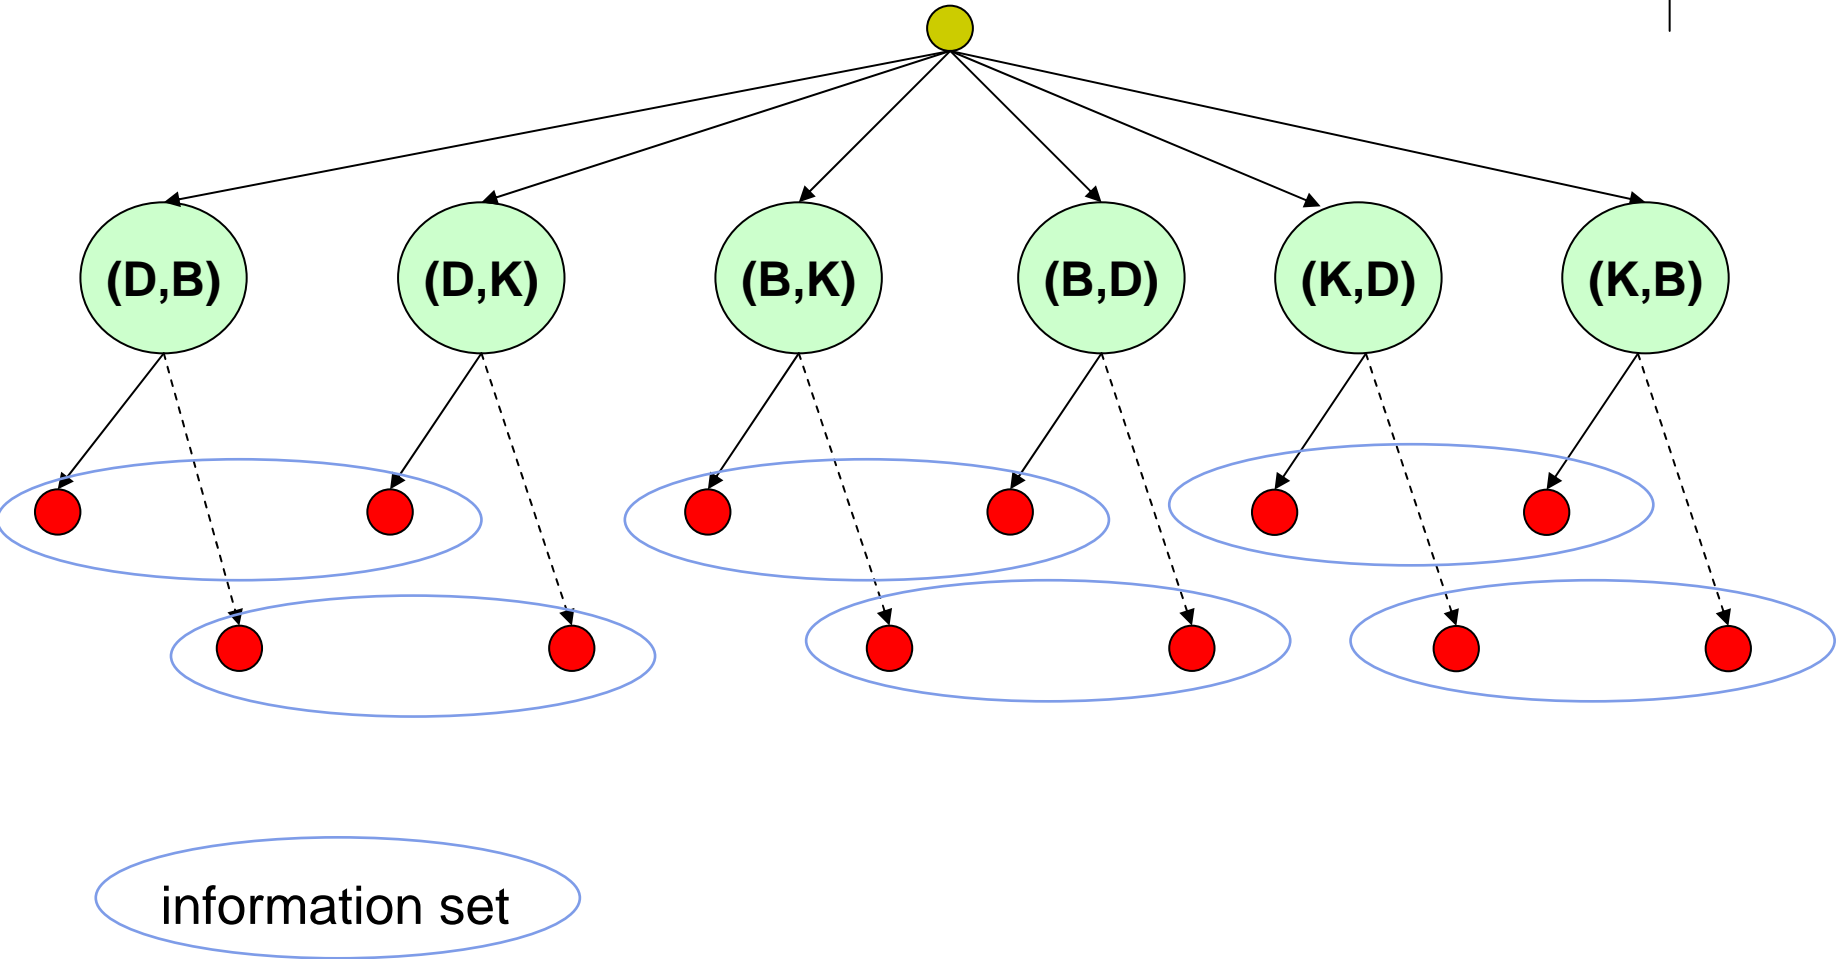 (D,B) (D,K) (B,K) (B,D) (K,D) (K,B)
information set